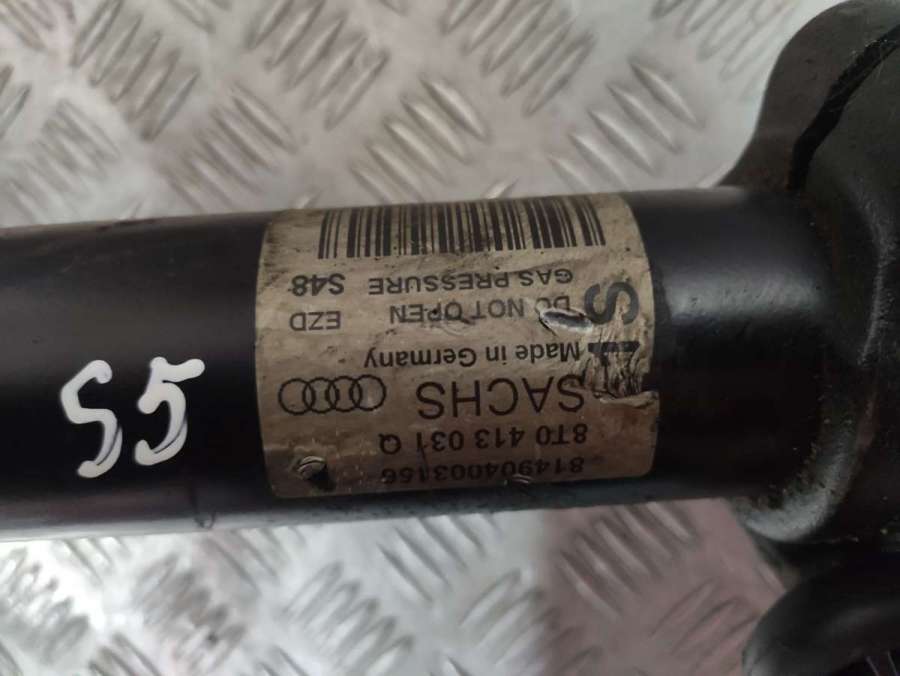 814904003156
8T0 413 031 Q
SACHS
Made in Germany
DO NOT OPEN EZD
GAS PRESSURE S48
S5